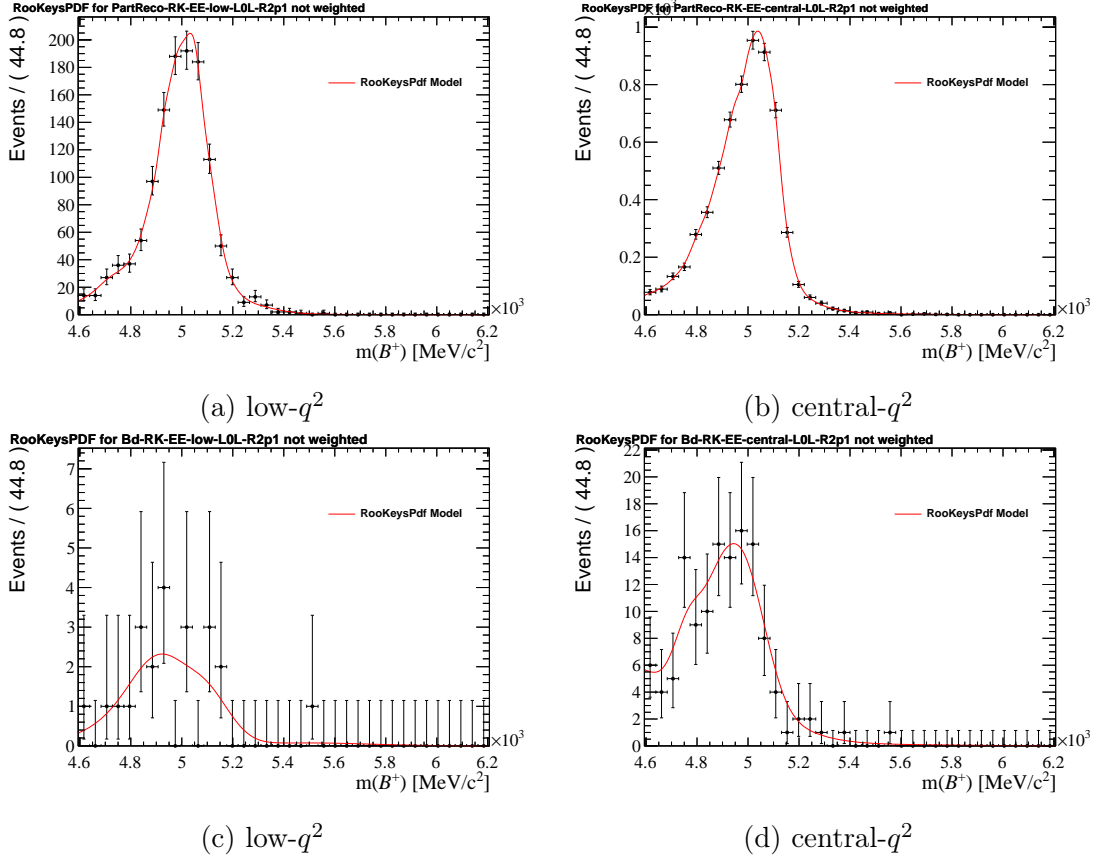 RooKeysPDF for PartReco-RK-EE-low-L0L-R2p1 not weighted
Events / ( 44.8 )
200
180
160
140
120
100
80
60
40
20
0
RooKeysPdf Model
4.6 4.8 5 5.2 5.4 5.6 5.8 6 6.2
×10³
m(B⁺) [MeV/c²]
(a) low-q²
RooKeysPDF for PartReco-RK-EE-central-L0L-R2p1 not weighted
Events / ( 44.8 )
1
0.8
0.6
0.4
0.2
0
RooKeysPdf Model
4.6 4.8 5 5.2 5.4 5.6 5.8 6 6.2
×10³
m(B⁺) [MeV/c²]
(b) central-q²
RooKeysPDF for Bd-RK-EE-low-L0L-R2p1 not weighted
Events / ( 44.8 )
7
6
5
4
3
2
1
0
RooKeysPdf Model
4.6 4.8 5 5.2 5.4 5.6 5.8 6 6.2
×10³
m(B⁺) [MeV/c²]
(c) low-q²
RooKeysPDF for Bd-RK-EE-central-L0L-R2p1 not weighted
Events / ( 44.8 )
22
20
18
16
14
12
10
8
6
4
2
0
RooKeysPdf Model
4.6 4.8 5 5.2 5.4 5.6 5.8 6 6.2
×10³
m(B⁺) [MeV/c²]
(d) central-q²